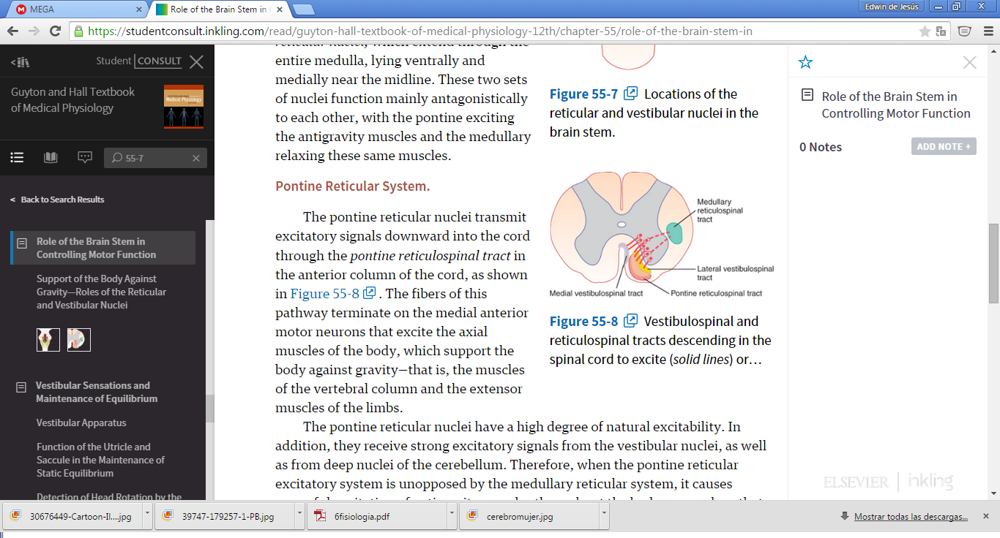 MEGA
Role of the Brain Stem in
Edwin de Jesús
https://studentconsult.inkling.com/read/guyton-hall-textbook-of-medical-physiology-12th/chapter-55/role-of-the-brain-stem-in
Student CONSULT
Guyton and Hall Textbook
of Medical Physiology
55-7
< Back to Search Results
Role of the Brain Stem in
Controlling Motor Function
Support of the Body Against
Gravity—Roles of the Reticular
and Vestibular Nuclei
Vestibular Sensations and
Maintenance of Equilibrium
Vestibular Apparatus
Function of the Utricle and
Saccule in the Maintenance of
Static Equilibrium
Detection of Head Rotation by the
reticular nuclei, which extend through the
entire medulla, lying ventrally and
medially near the midline. These two sets
of nuclei function mainly antagonistically
to each other, with the pontine exciting
the antigravity muscles and the medullary
relaxing these same muscles.
Pontine Reticular System.
The pontine reticular nuclei transmit
excitatory signals downward into the cord
through the pontine reticulospinal tract in
the anterior column of the cord, as shown
in Figure 55-8 . The fibers of this
pathway terminate on the medial anterior
motor neurons that excite the axial
muscles of the body, which support the
body against gravity—that is, the muscles
of the vertebral column and the extensor
muscles of the limbs.
The pontine reticular nuclei have a high degree of natural excitability. In
addition, they receive strong excitatory signals from the vestibular nuclei, as well
as from deep nuclei of the cerebellum. Therefore, when the pontine reticular
excitatory system is unopposed by the medullary reticular system, it causes
Figure 55-7 Locations of the
reticular and vestibular nuclei in the
brain stem.
Medullary
reticulospinal
tract
Lateral vestibulospinal
tract
Medial vestibulospinal tract
Pontine reticulospinal tract
Figure 55-8 Vestibulospinal and
reticulospinal tracts descending in the
spinal cord to excite (solid lines) or…
Role of the Brain Stem in
Controlling Motor Function
0 Notes
ADD NOTE +
ELSEVIER | inkling
30676449-Cartoon-Il....jpg
39747-179257-1-PB.jpg
6fisiologia.pdf
cerebromujer.jpg
Mostrar todas las descargas...